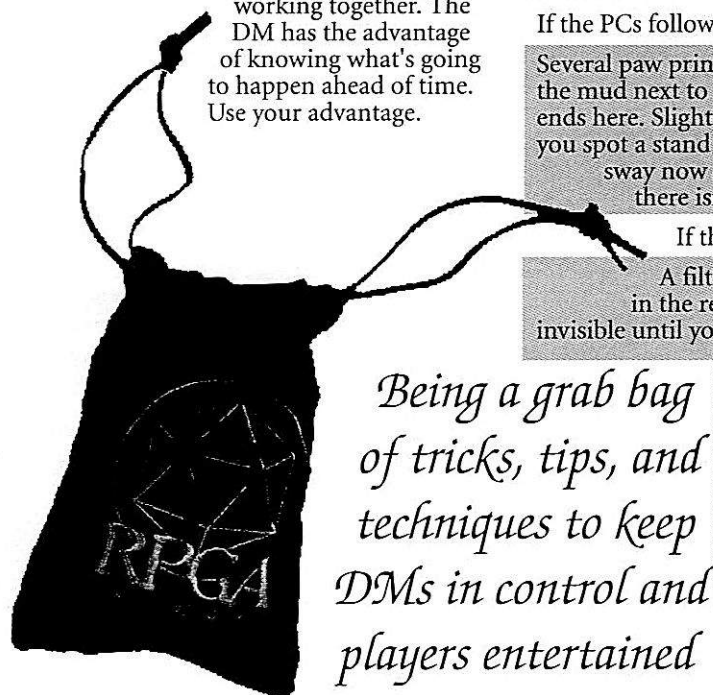 working together. The
DM has the advantage
of knowing what's going
to happen ahead of time.
Use your advantage.
If the PCs follow
Several paw prin
the mud next to
ends here. Slight
you spot a stand
sway now
there is
If th
A filt
in the re
invisible until yo
Being a grab bag
of tricks, tips, and
techniques to keep
DMs in control and
players entertained
RPGA